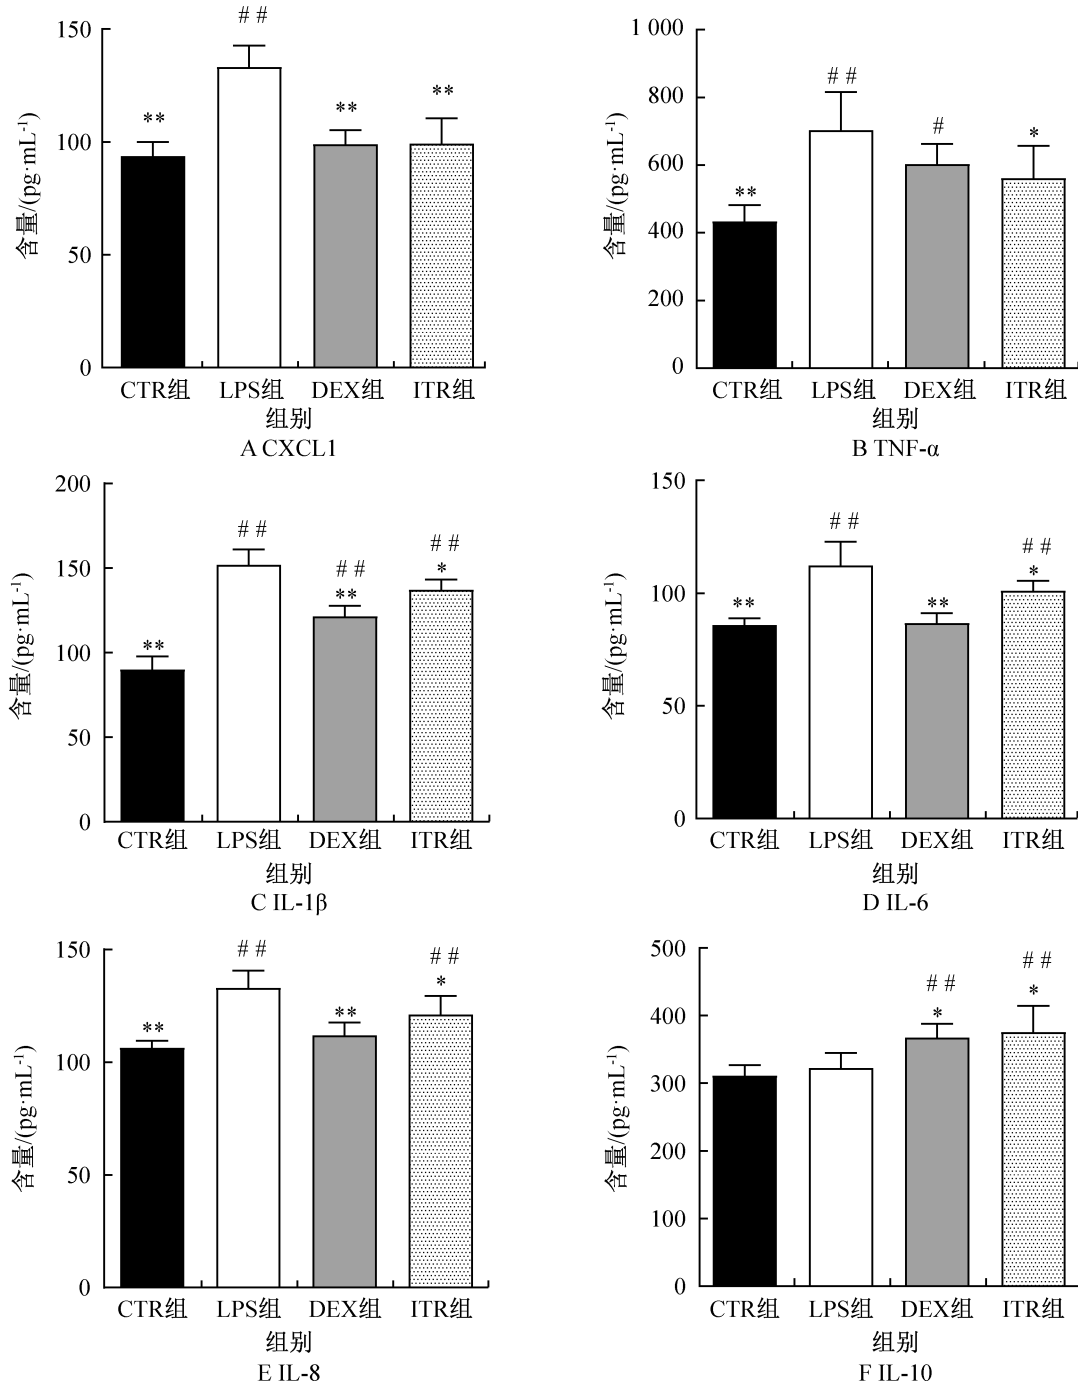 150
100
50
0
含量/(pg·mL-1)
**
# #
**
**
CTR组 LPS组 DEX组 ITR组
组别
A CXCL1
1 000
800
600
400
200
0
含量/(pg·mL-1)
**
# #
#
*
CTR组 LPS组 DEX组 ITR组
组别
B TNF-α
200
150
100
50
0
含量/(pg·mL-1)
**
# #
# #
**
# #
*
CTR组 LPS组 DEX组 ITR组
组别
C IL-1β
150
100
50
0
含量/(pg·mL-1)
**
# #
**
# #
*
CTR组 LPS组 DEX组 ITR组
组别
D IL-6
150
100
50
0
含量/(pg·mL-1)
**
# #
**
# #
*
CTR组 LPS组 DEX组 ITR组
组别
E IL-8
500
400
300
200
100
0
含量/(pg·mL-1)
# #
*
# #
*
CTR组 LPS组 DEX组 ITR组
组别
F IL-10